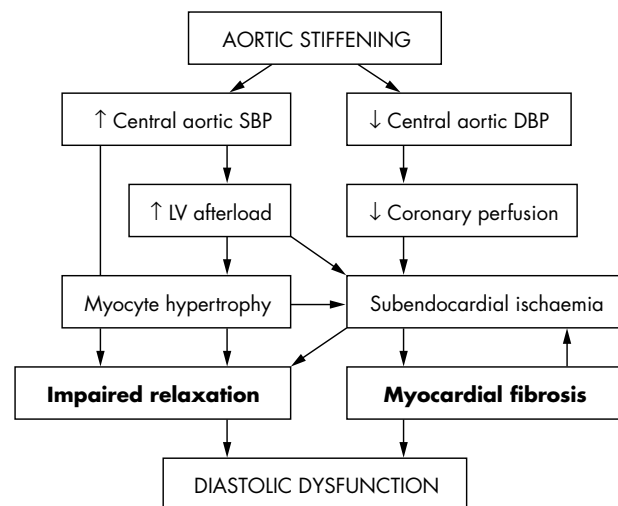 AORTIC STIFFENING
↑ Central aortic SBP
↓ Central aortic DBP
↑ LV afterload
↓ Coronary perfusion
Myocyte hypertrophy
Subendocardial ischaemia
Impaired relaxation
Myocardial fibrosis
DIASTOLIC DYSFUNCTION